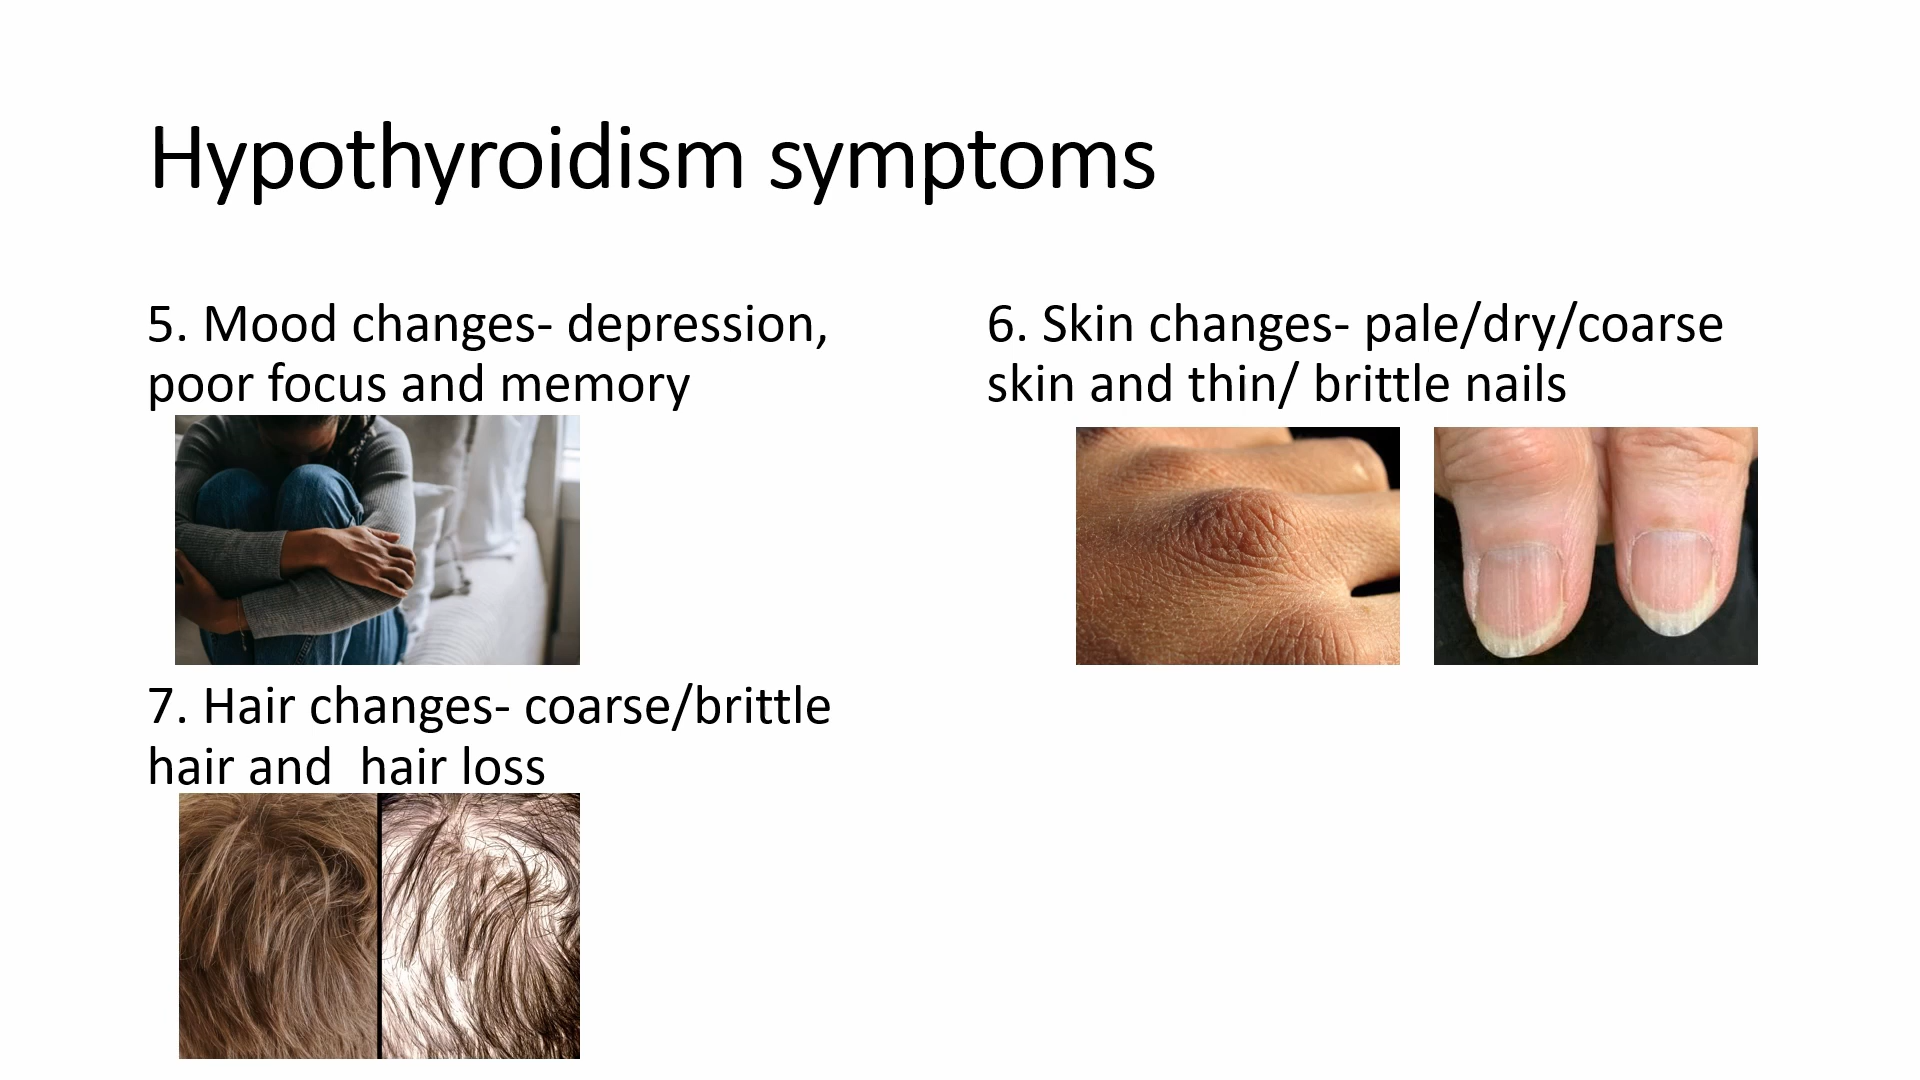 Hypothyroidism symptoms
5. Mood changes- depression,
poor focus and memory
6. Skin changes- pale/dry/coarse
skin and thin/ brittle nails
7. Hair changes- coarse/brittle
hair and  hair loss